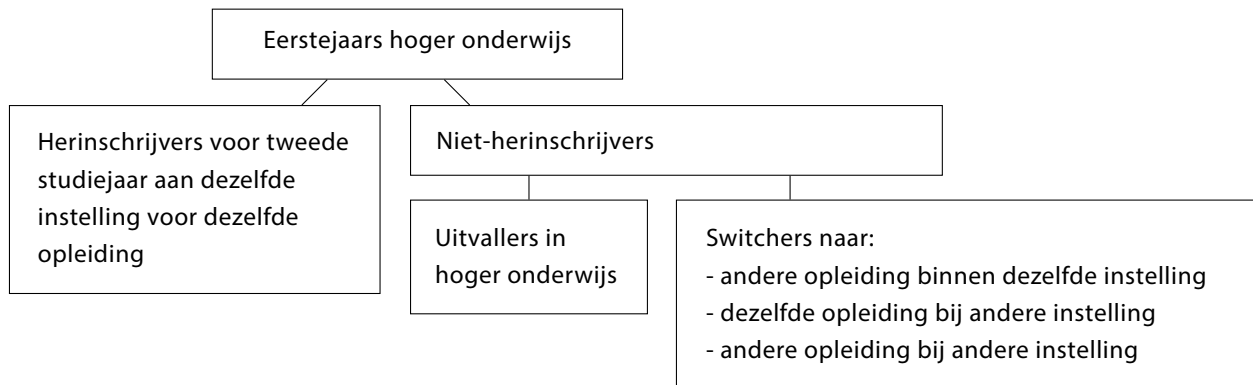 Eerstejaars hoger onderwijs
Herinschrijvers voor tweede
studiejaar aan dezelfde
instelling voor dezelfde
opleiding
Niet-herinschrijvers
Uitvallers in
hoger onderwijs
Switchers naar:
- andere opleiding binnen dezelfde instelling
- dezelfde opleiding bij andere instelling
- andere opleiding bij andere instelling